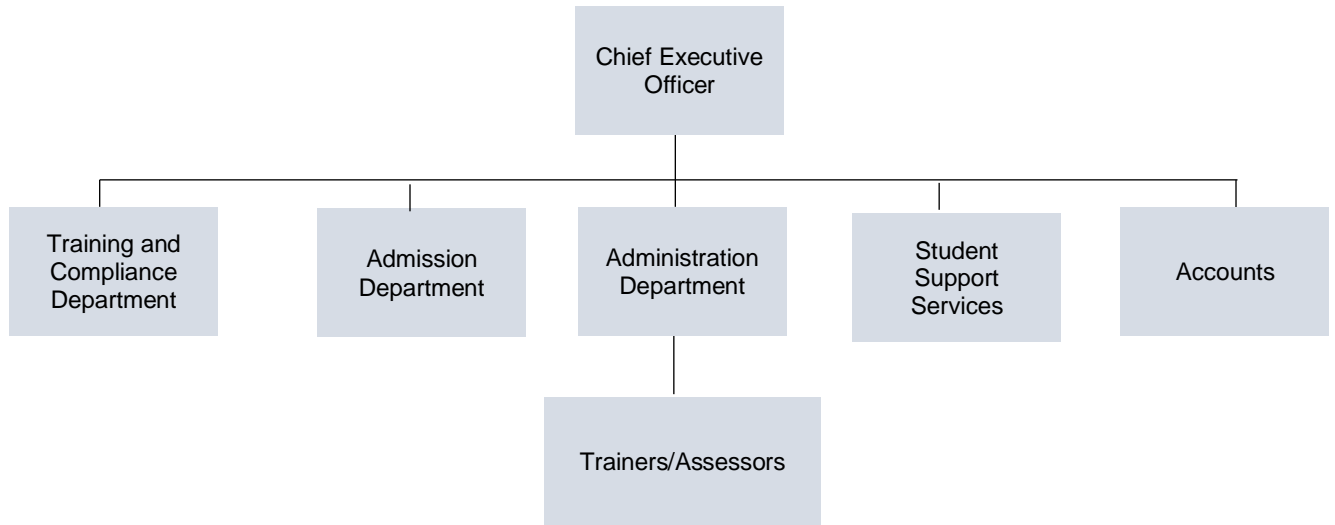 Chief Executive
Officer
Training and
Compliance
Department
Admission
Department
Administration
Department
Student
Support
Services
Accounts
Trainers/Assessors